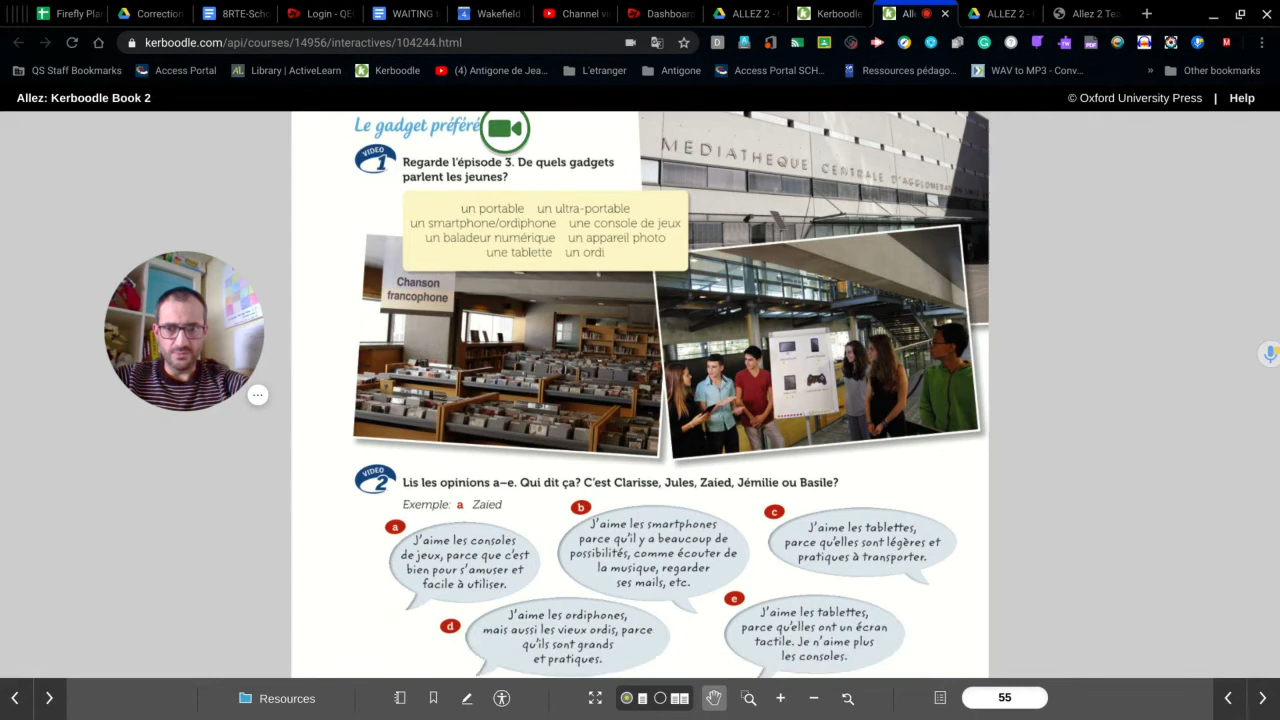 Firefly Plar
Correction
8RTE-Scho
Login - QE
WAITING
Wakefield
Channel vi
Dashboar
ALLEZ 2 -
Kerboodle
All
ALLEZ 2 -
Allez 2 Tea
kerboodle.com/api/courses/14956/interactives/104244.html
QS Staff Bookmarks
Access Portal
Library | ActiveLearn
Kerboodle
(4) Antigone de Jea...
L'etranger
Antigone
Access Portal SCH...
Ressources pédago...
WAV to MP3 - Conv...
»
Other bookmarks
Allez: Kerboodle Book 2
© Oxford University Press | Help
Le gadget préféré
MEDIATHEQUE CENTRALE D'AGGLOMERATION
VIDEO 1
Regarde l'épisode 3. De quels gadgets
parlent les jeunes?
un portable un ultra-portable
un smartphone/ordiphone une console de jeux
un baladeur numérique un appareil photo
une tablette un ordi
Chanson
francophone
VIDEO 2
Lis les opinions a–e. Qui dit ça? C'est Clarisse, Jules, Zaied, Jémilie ou Basile?
Exemple: a Zaied
a
J'aime les consoles
de jeux, parce que c'est
bien pour s'amuser et
facile à utiliser.
b
J'aime les smartphones
parce qu'il y a beaucoup de
possibilités, comme écouter de
la musique, regarder
ses mails, etc.
c
J'aime les tablettes,
parce qu'elles sont légères et
pratiques à transporter.
d
J'aime les ordiphones,
mais aussi les vieux ordis, parce
qu'ils sont grands
et pratiques.
e
J'aime les tablettes,
parce qu'elles ont un écran
tactile. Je n'aime plus
les consoles.
Resources
55